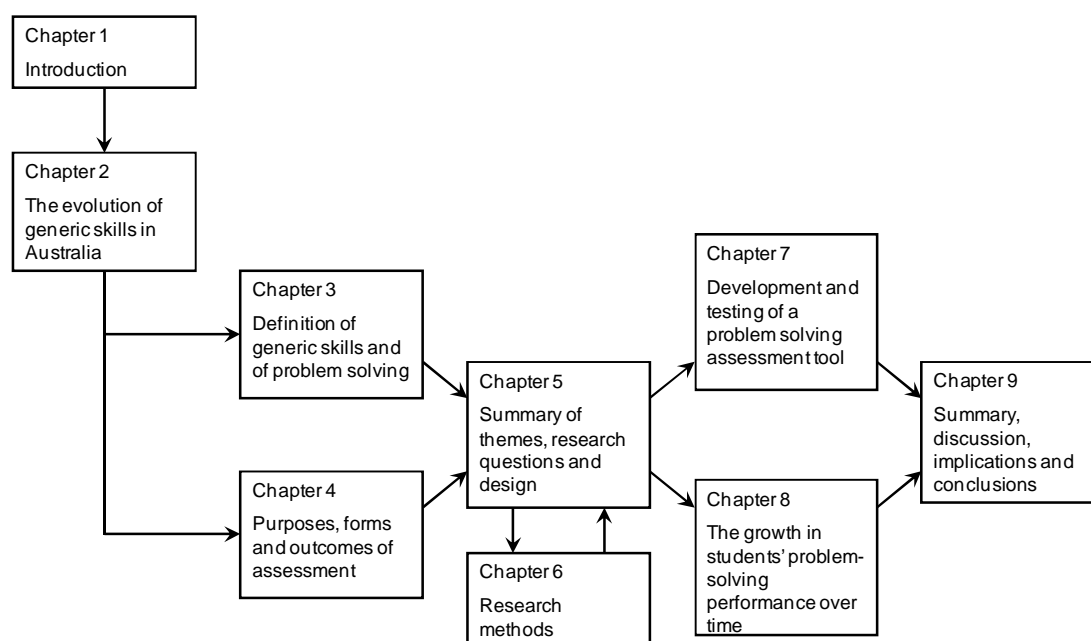 Chapter 1
Introduction
Chapter 2
The evolution of
generic skills in
Australia
Chapter 3
Definition of
generic skills and
of problem solving
Chapter 4
Purposes, forms
and outcomes of
assessment
Chapter 5
Summary of
themes, research
questions and
design
Chapter 6
Research
methods
Chapter 7
Development and
testing of a
problem solving
assessment tool
Chapter 8
The growth in
students’ problem-
solving
performance over
time
Chapter 9
Summary,
discussion,
implications and
conclusions